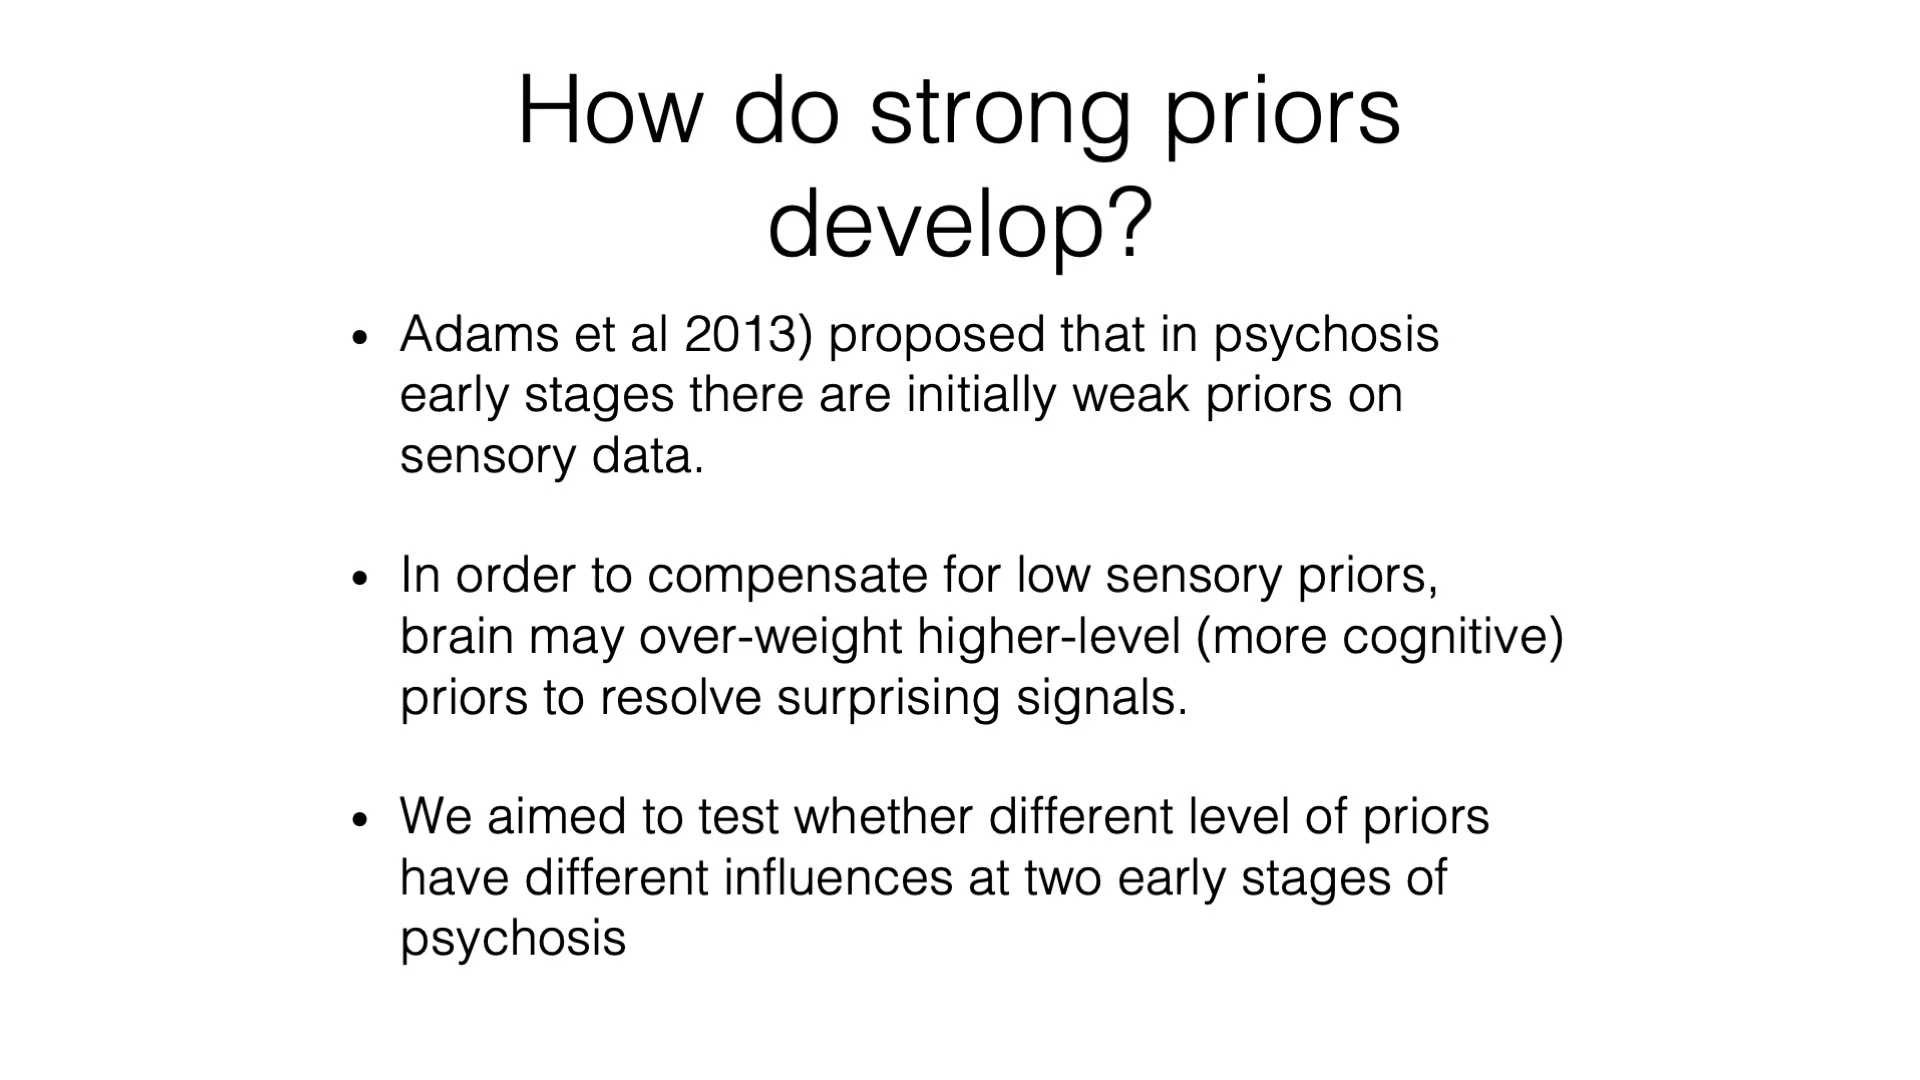 How do strong priors
develop?
• Adams et al 2013) proposed that in psychosis
early stages there are initially weak priors on
sensory data.
• In order to compensate for low sensory priors,
brain may over-weight higher-level (more cognitive)
priors to resolve surprising signals.
• We aimed to test whether different level of priors
have different influences at two early stages of
psychosis